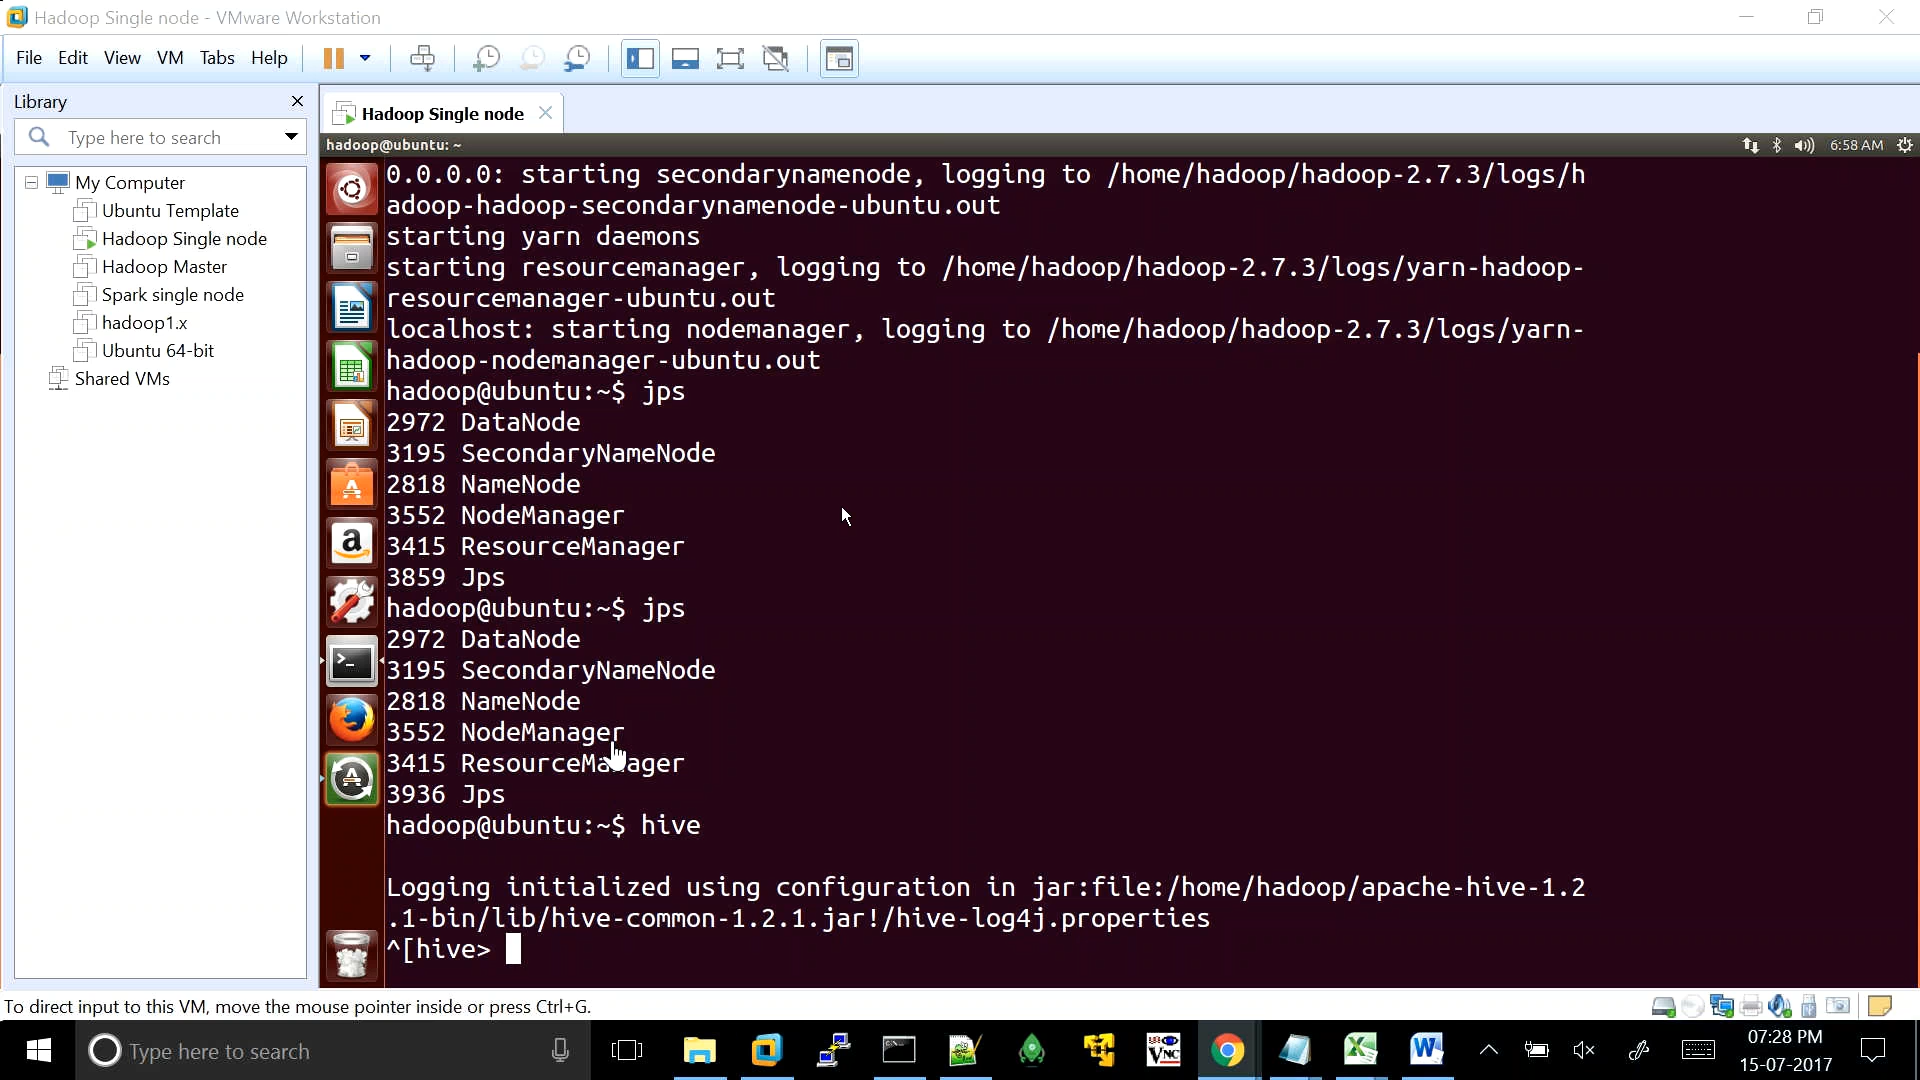 Hadoop Single node - VMware Workstation
File Edit View VM Tabs Help
Library
Type here to search
My Computer
Ubuntu Template
Hadoop Single node
Hadoop Master
Spark single node
hadoop1.x
Ubuntu 64-bit
Shared VMs
Hadoop Single node
hadoop@ubuntu: ~
6:58 AM
0.0.0.0: starting secondarynamenode, logging to /home/hadoop/hadoop-2.7.3/logs/h
adoop-hadoop-secondarynamenode-ubuntu.out
starting yarn daemons
starting resourcemanager, logging to /home/hadoop/hadoop-2.7.3/logs/yarn-hadoop-
resourcemanager-ubuntu.out
localhost: starting nodemanager, logging to /home/hadoop/hadoop-2.7.3/logs/yarn-
hadoop-nodemanager-ubuntu.out
hadoop@ubuntu:~$ jps
2972 DataNode
3195 SecondaryNameNode
2818 NameNode
3552 NodeManager
3415 ResourceManager
3859 Jps
hadoop@ubuntu:~$ jps
2972 DataNode
3195 SecondaryNameNode
2818 NameNode
3552 NodeManager
3415 ResourceManager
3936 Jps
hadoop@ubuntu:~$ hive
Logging initialized using configuration in jar:file:/home/hadoop/apache-hive-1.2
.1-bin/lib/hive-common-1.2.1.jar!/hive-log4j.properties
^[hive>
To direct input to this VM, move the mouse pointer inside or press Ctrl+G.
Type here to search
07:28 PM
15-07-2017